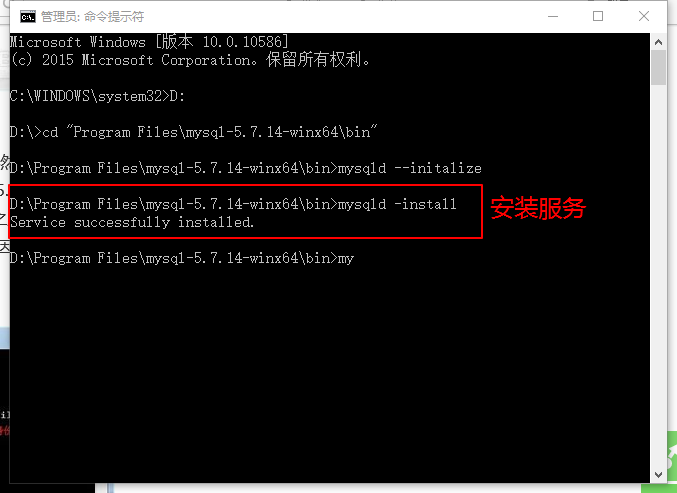 管理员: 命令提示符
Microsoft Windows [版本 10.0.10586]
(c) 2015 Microsoft Corporation。保留所有权利。
C:\WINDOWS\system32>D:
D:\>cd "Program Files\mysql-5.7.14-winx64\bin"
D:\Program Files\mysql-5.7.14-winx64\bin>mysqld --initalize
D:\Program Files\mysql-5.7.14-winx64\bin>mysqld -install
Service successfully installed.
安装服务
D:\Program Files\mysql-5.7.14-winx64\bin>my